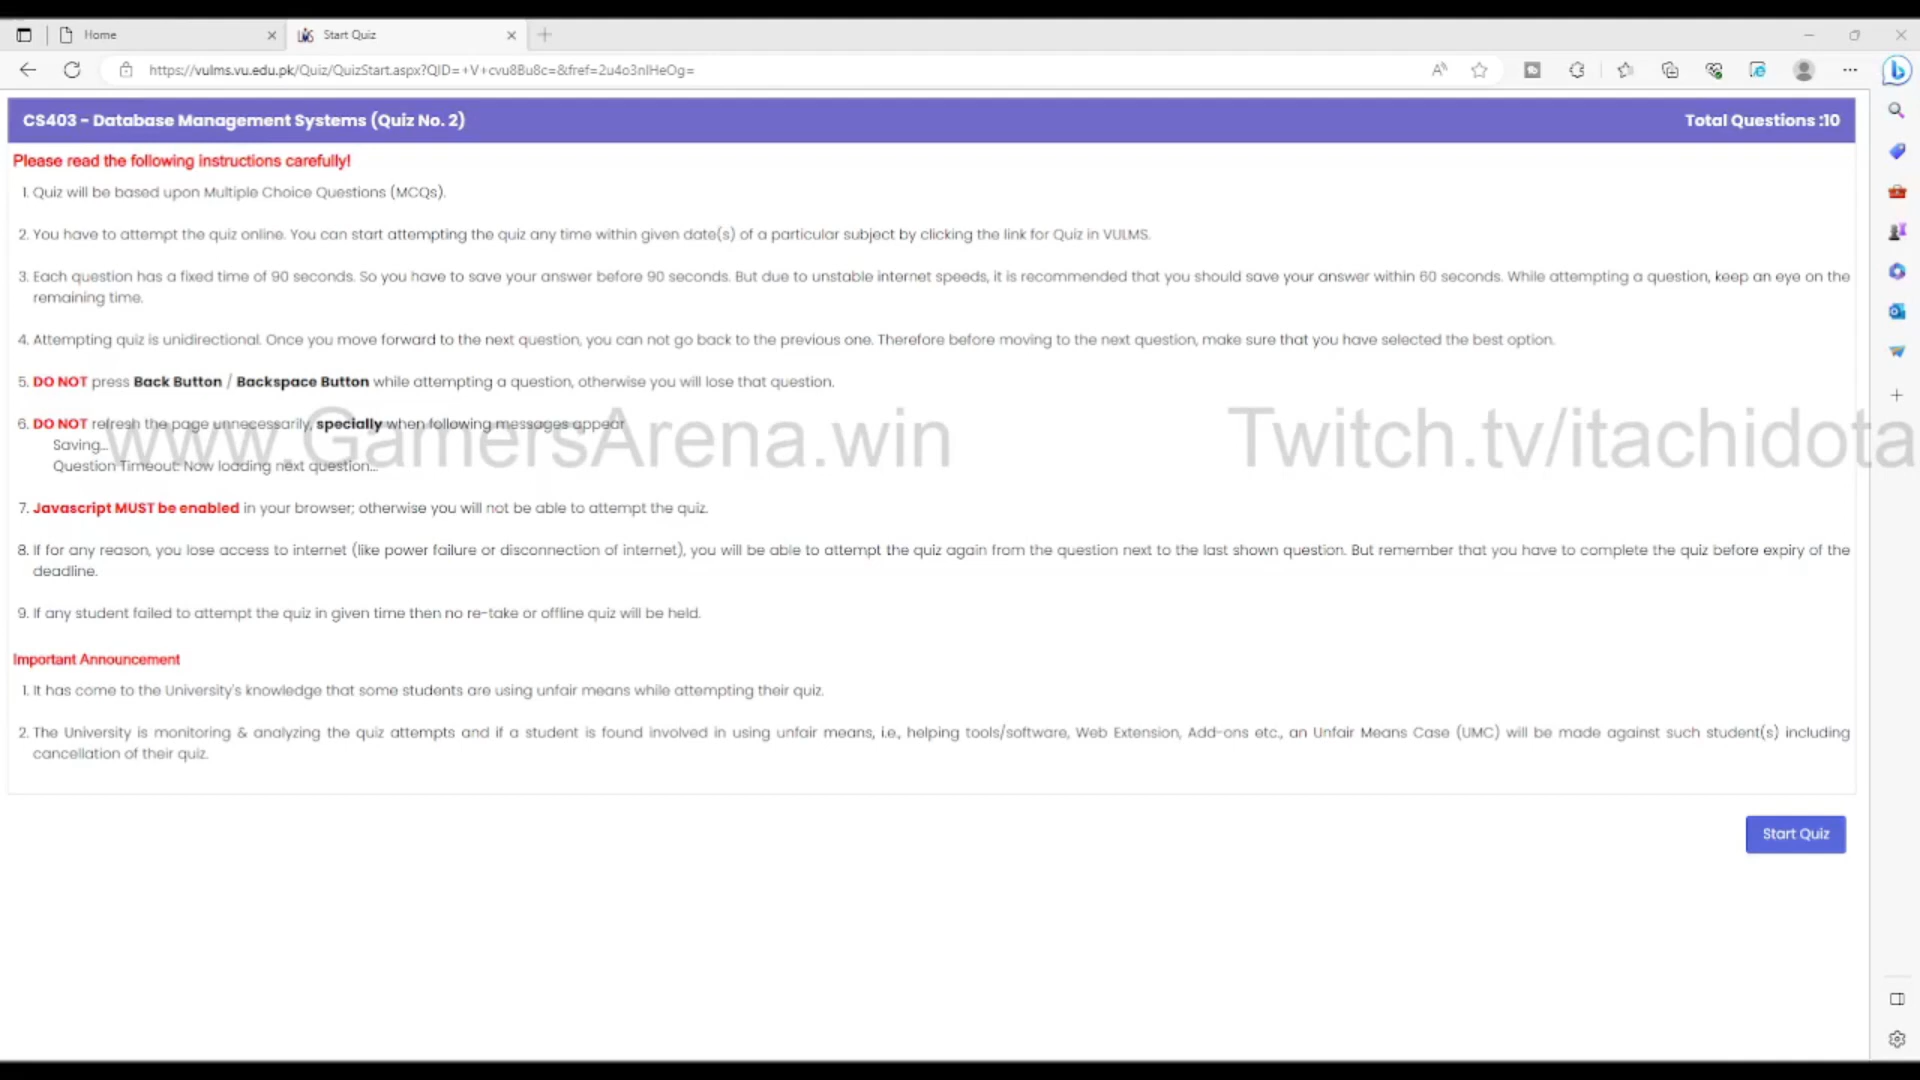 Home
Start Quiz
https://vulms.vu.edu.pk/Quiz/QuizStart.aspx?QID=+V+cvu8Bu8c=&fref=2u4o3nlHeOg=
CS403 - Database Management Systems (Quiz No. 2)
Total Questions :10
Please read the following instructions carefully!
1. Quiz will be based upon Multiple Choice Questions (MCQs).
2. You have to attempt the quiz online. You can start attempting the quiz any time within given date(s) of a particular subject by clicking the link for Quiz in VULMS.
3. Each question has a fixed time of 90 seconds. So you have to save your answer before 90 seconds. But due to unstable internet speeds, it is recommended that you should save your answer within 60 seconds. While attempting a question, keep an eye on the
remaining time.
4. Attempting quiz is unidirectional. Once you move forward to the next question, you can not go back to the previous one. Therefore before moving to the next question, make sure that you have selected the best option.
5. DO NOT press Back Button / Backspace Button while attempting a question, otherwise you will lose that question.
6. DO NOT refresh the page unnecessarily, specially when following messages appear
Saving...
Question Timeout: Now loading next question...
www.GamersArena.win
Twitch.tv/itachidota
7. Javascript MUST be enabled in your browser; otherwise you will not be able to attempt the quiz.
8. If for any reason, you lose access to internet (like power failure or disconnection of internet), you will be able to attempt the quiz again from the question next to the last shown question. But remember that you have to complete the quiz before expiry of the
deadline.
9. If any student failed to attempt the quiz in given time then no re-take or offline quiz will be held.
Important Announcement
1. It has come to the University's knowledge that some students are using unfair means while attempting their quiz.
2. The University is monitoring & analyzing the quiz attempts and if a student is found involved in using unfair means, i.e., helping tools/software, Web Extension, Add-ons etc., an Unfair Means Case (UMC) will be made against such student(s) including
cancellation of their quiz.
Start Quiz